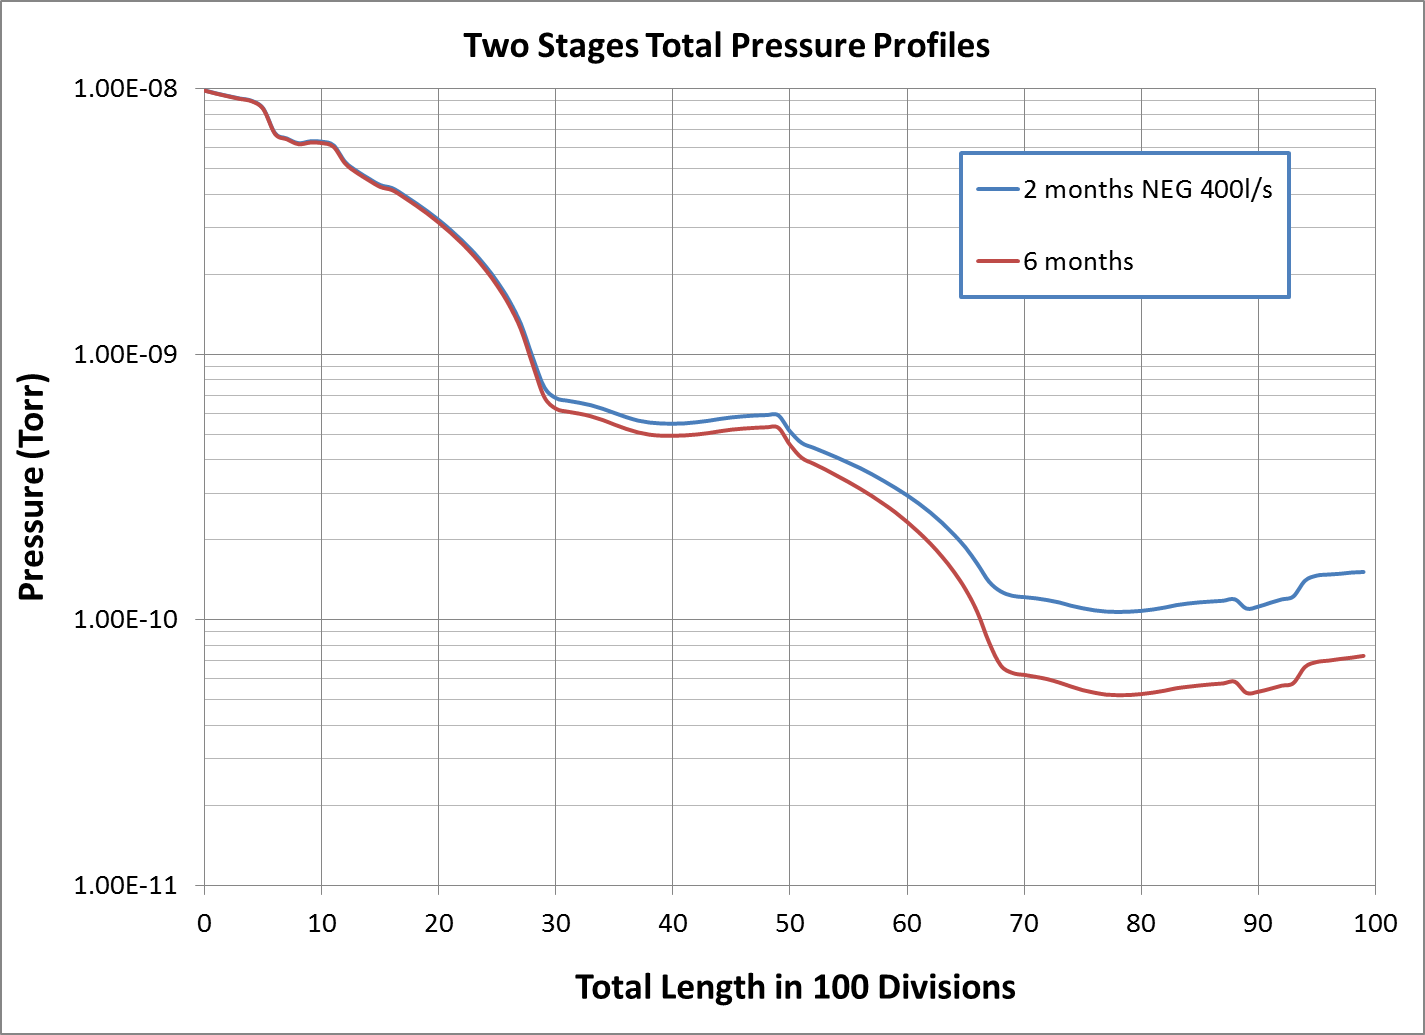 Two Stages Total Pressure Profiles
1.00E-08
2 months NEG 400l/s
6 months
1.00E-09
Pressure (Torr)
1.00E-10
1.00E-11
0 10 20 30 40 50 60 70 80 90 100
Total Length in 100 Divisions